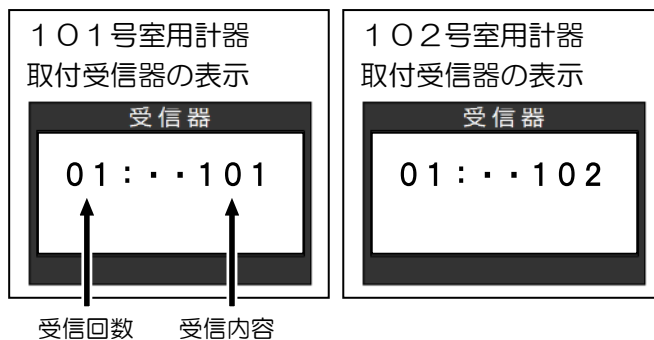 101号室用計器
取付受信器の表示
受信器
01:・・101
受信回数
受信内容
102号室用計器
取付受信器の表示
受信器
01:・・102